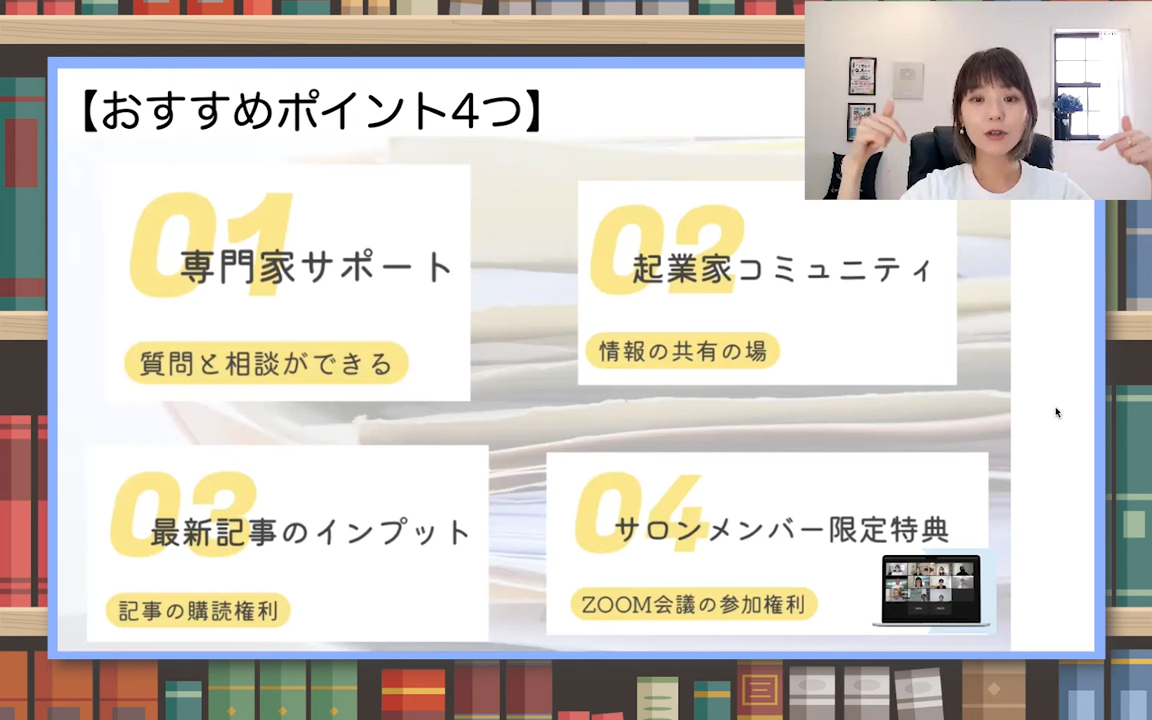 【おすすめポイント4つ】
01
専門家サポート
質問と相談ができる
02
起業家コミュニティ
情報の共有の場
03
最新記事のインプット
記事の購読権利
04
サロンメンバー限定特典
ZOOM会議の参加権利